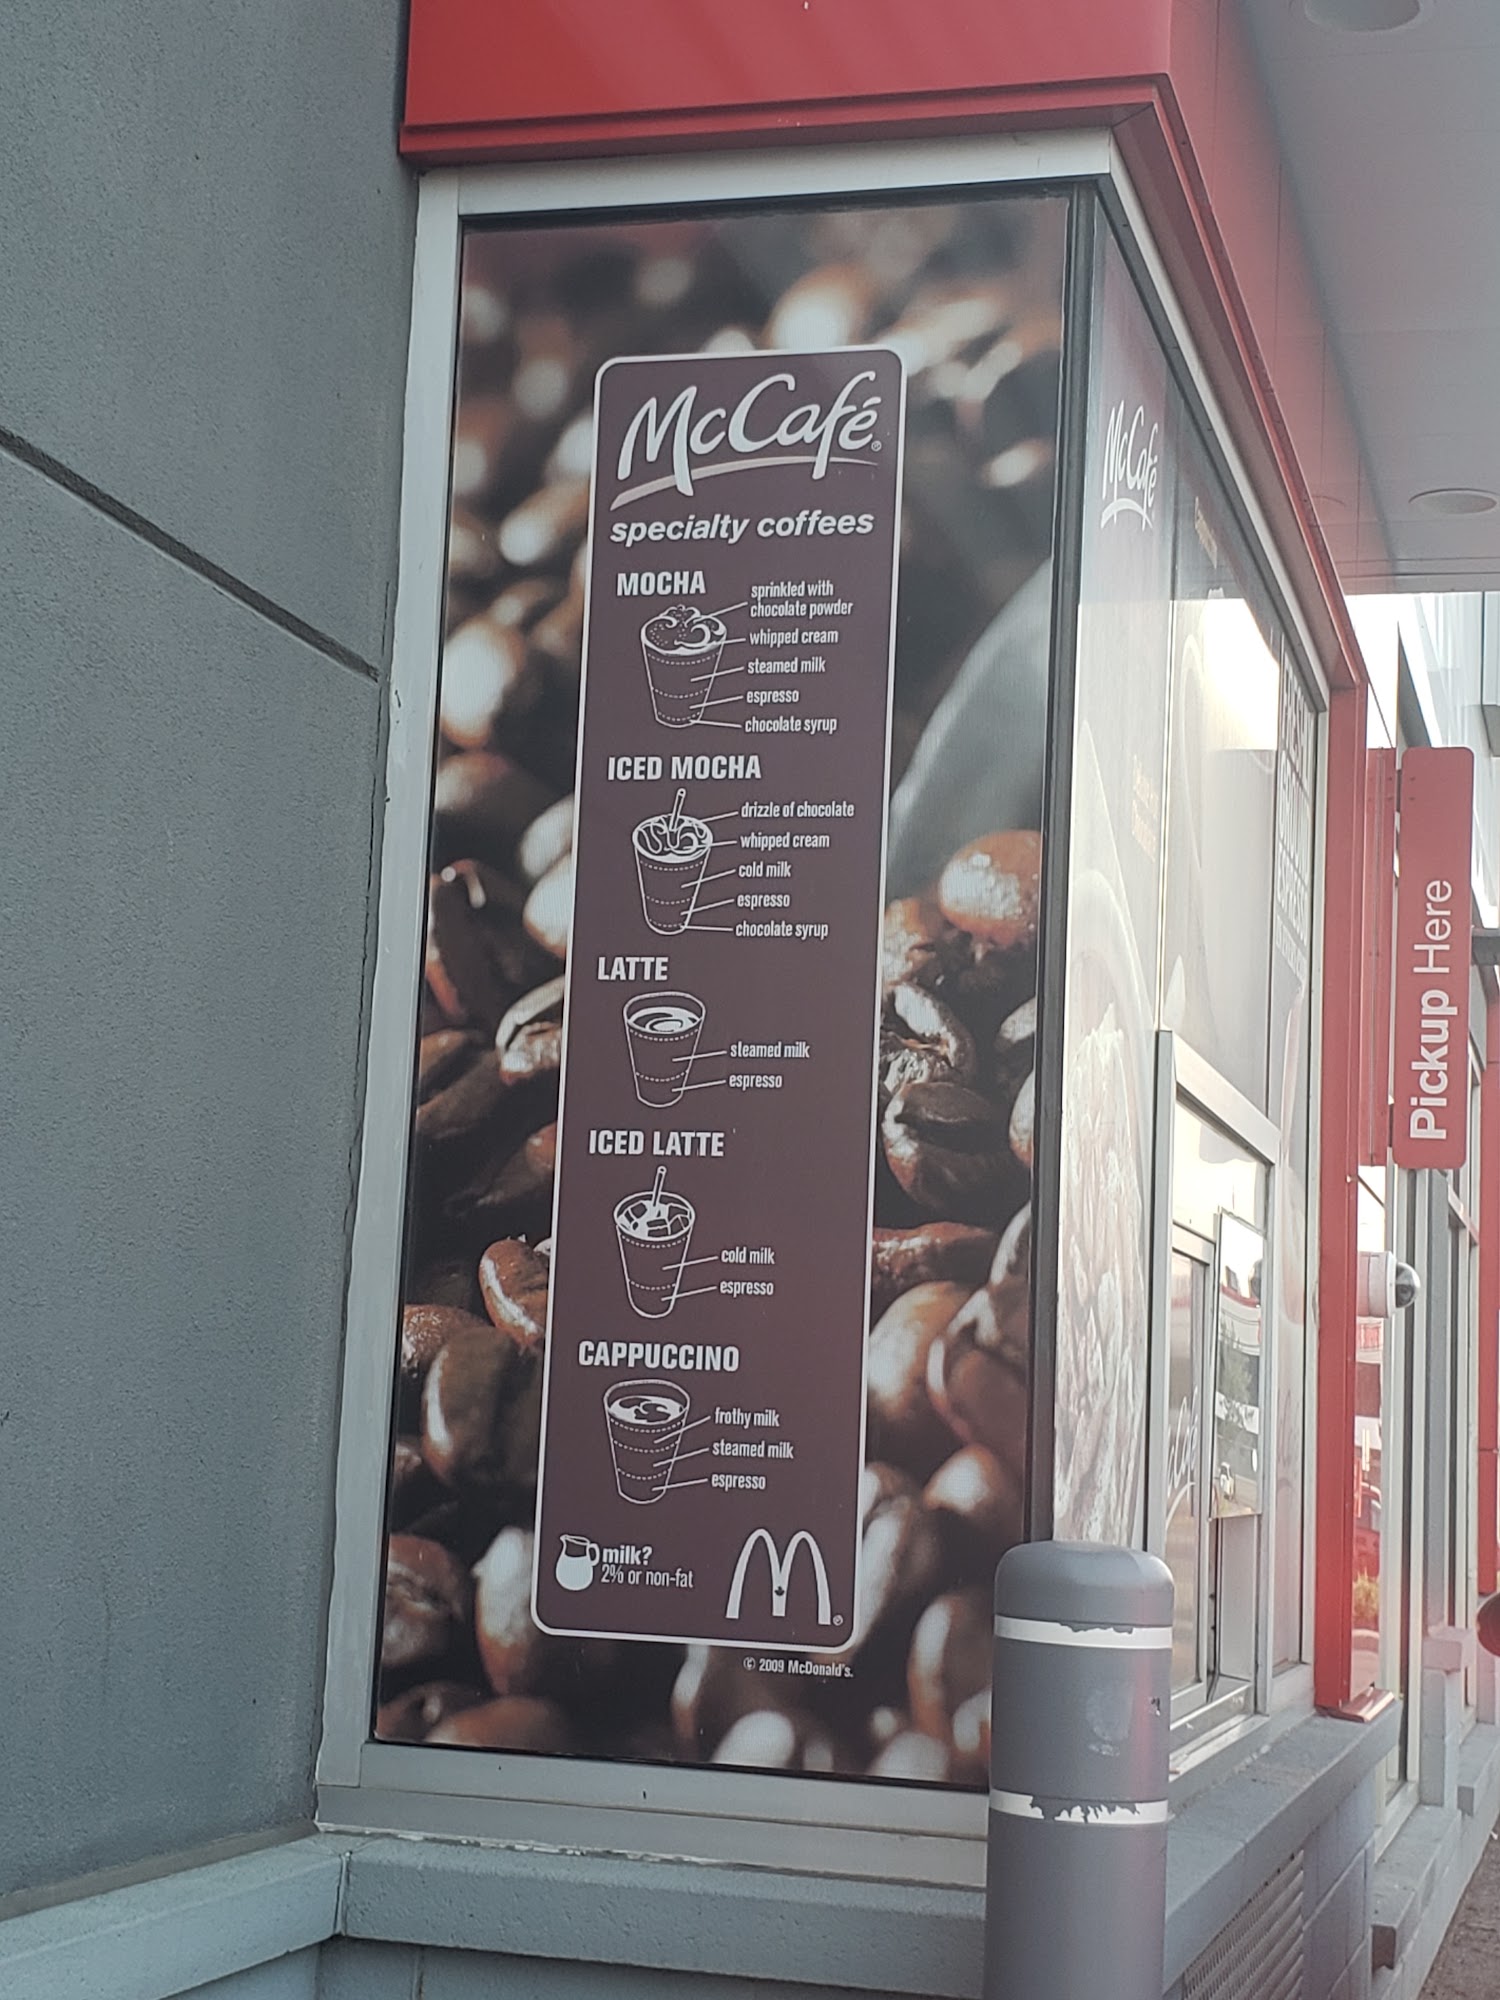 McCafé®
specialty coffees
MOCHA
sprinkled with
chocolate powder
whipped cream
steamed milk
espresso
chocolate syrup
ICED MOCHA
drizzle of chocolate
whipped cream
cold milk
espresso
chocolate syrup
LATTE
steamed milk
espresso
ICED LATTE
cold milk
espresso
CAPPUCCINO
frothy milk
steamed milk
espresso
milk?
2% or non-fat
© 2009 McDonald's.
McCafé
Pickup Here